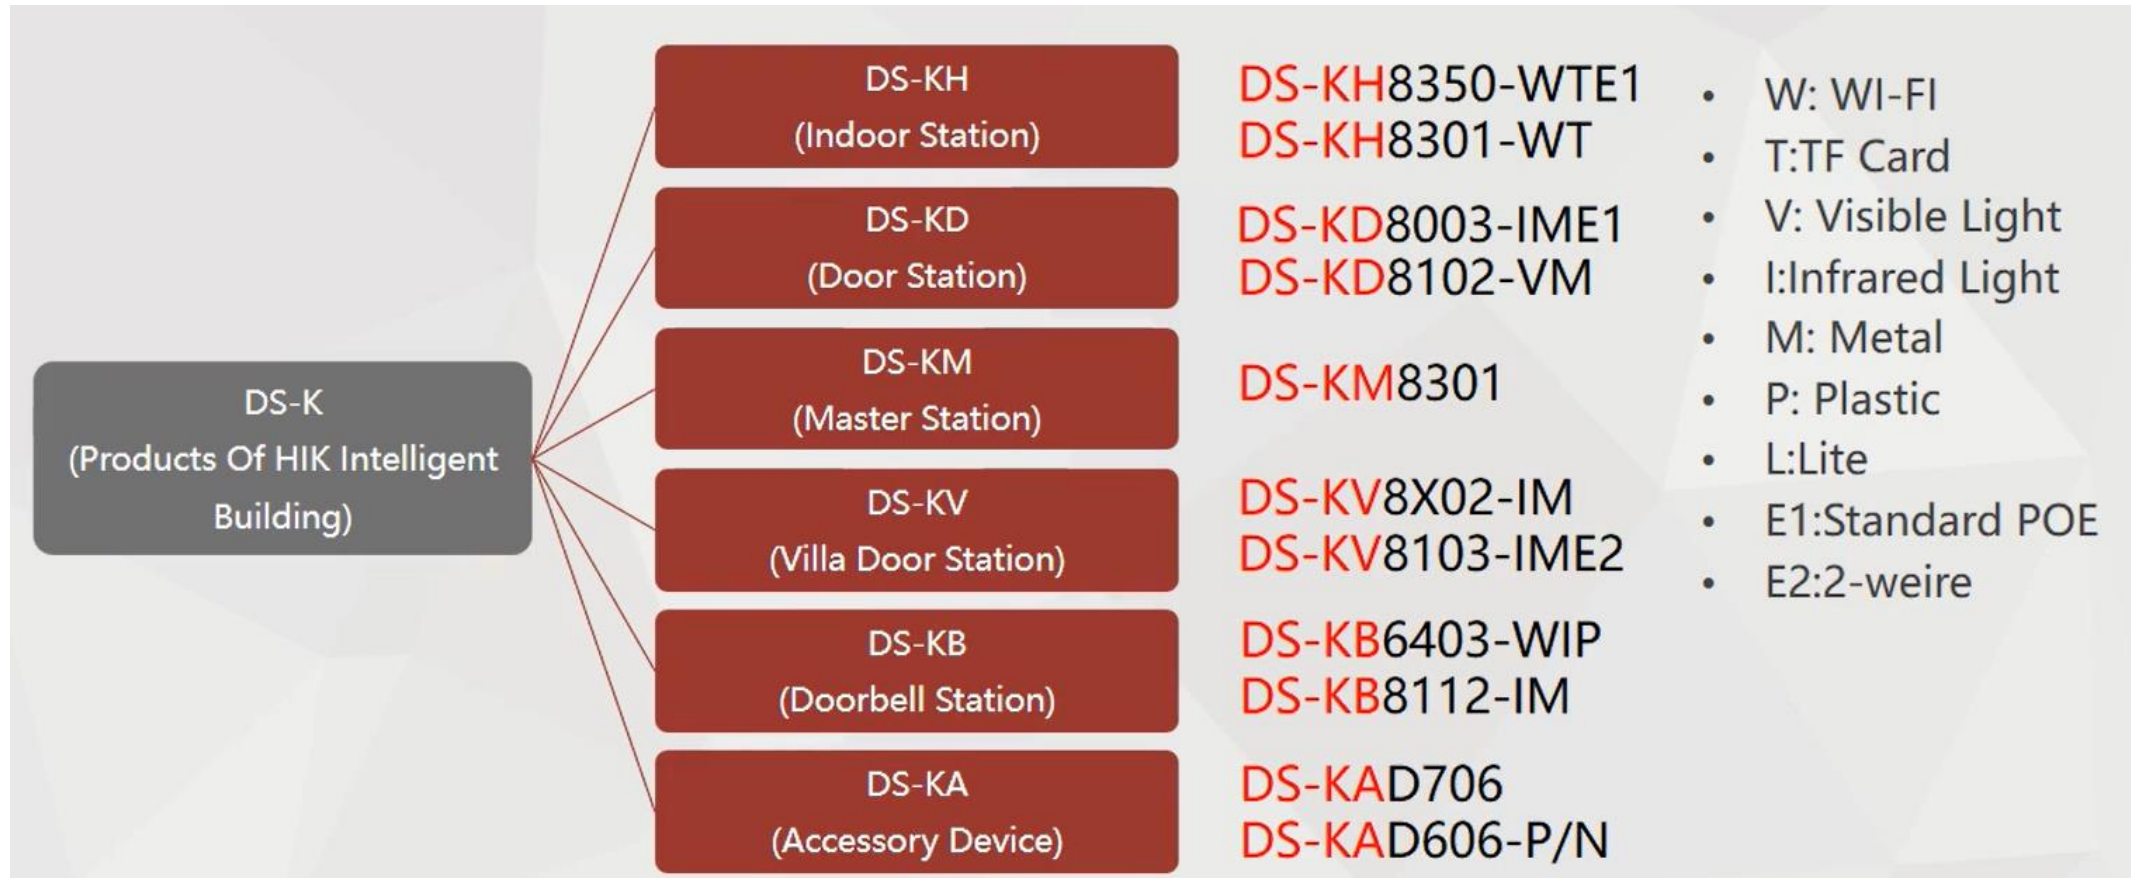 DS-K
(Products Of HIK Intelligent
Building)
DS-KH
(Indoor Station)
DS-KD
(Door Station)
DS-KM
(Master Station)
DS-KV
(Villa Door Station)
DS-KB
(Doorbell Station)
DS-KA
(Accessory Device)
DS-KH8350-WTE1
DS-KH8301-WT
DS-KD8003-IME1
DS-KD8102-VM
DS-KM8301
DS-KV8X02-IM
DS-KV8103-IME2
DS-KB6403-WIP
DS-KB8112-IM
DS-KAD706
DS-KAD606-P/N
• W: WI-FI
• T:TF Card
• V: Visible Light
• I:Infrared Light
• M: Metal
• P: Plastic
• L:Lite
• E1:Standard POE
• E2:2-weire